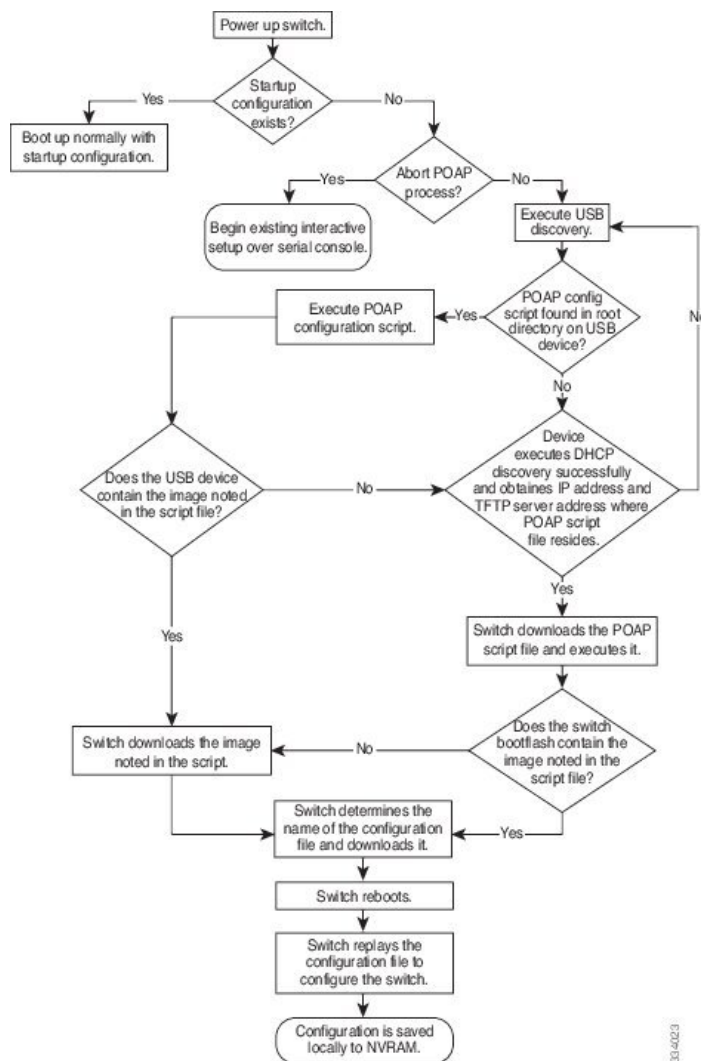 Power up switch.
Startup
configuration
exists?
Yes
No
Boot up normally with
startup configuration.
Abort POAP
process?
Yes
No
Begin existing interactive
setup over serial console.
Execute USB
discovery.
POAP config
script found in root
directory on USB
device?
Yes
Execute POAP
configuration script.
No
No
Device
executes DHCP
discovery successfully
and obtaines IP address and
TFTP server address where
POAP script
file resides.
Does the USB device
contain the image noted
in the script file?
No
Yes
Yes
Switch downloads the POAP
script file and executes it.
Does the switch
bootflash contain the
image noted in the
script file?
No
Switch downloads the image
noted in the script.
Yes
Switch determines the
name of the configuration
file and downloads it.
Switch reboots.
Switch replays the
configuration file to
configure the switch.
Configuration is saved
locally to NVRAM.
334023